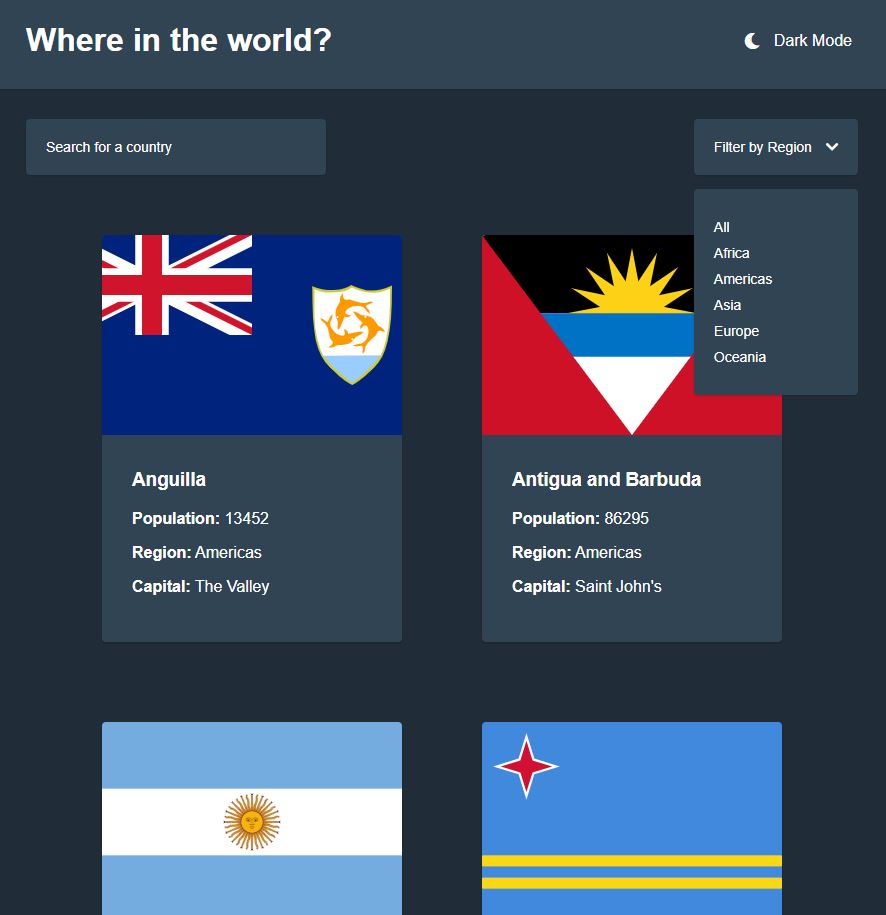 Where in the world?
Dark Mode
Search for a country
Filter by Region
All
Africa
Americas
Asia
Europe
Oceania
Anguilla
Population: 13452
Region: Americas
Capital: The Valley
Antigua and Barbuda
Population: 86295
Region: Americas
Capital: Saint John's